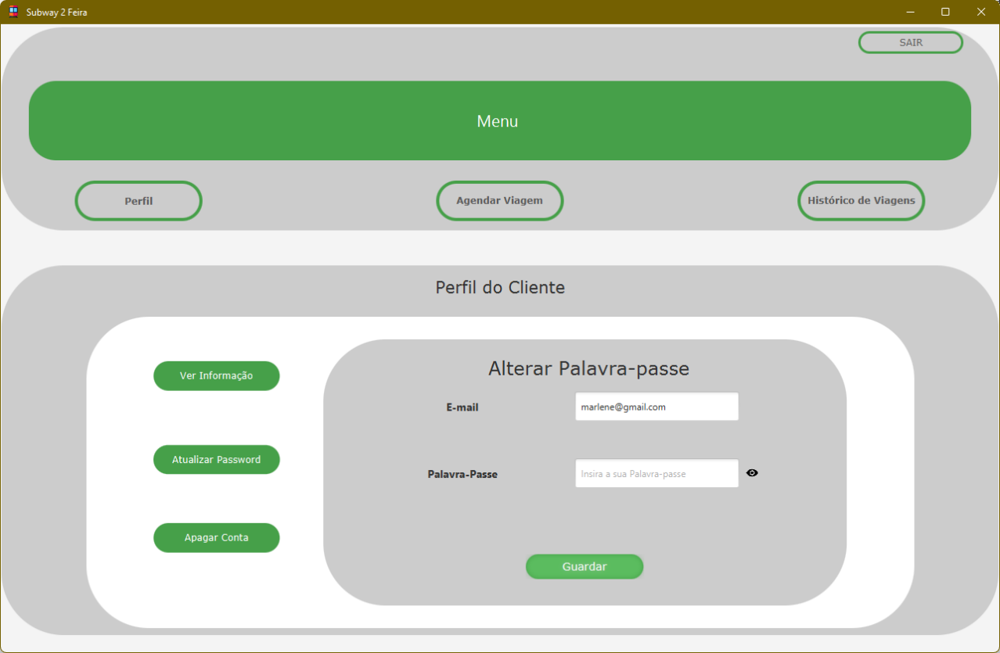 Subway 2 Feira
SAIR
Menu
Perfil
Agendar Viagem
Histórico de Viagens
Perfil do Cliente
Ver Informação
Atualizar Password
Apagar Conta
Alterar Palavra-passe
E-mail
marlene@gmail.com
Palavra-Passe
Insira a sua Palavra-passe
Guardar